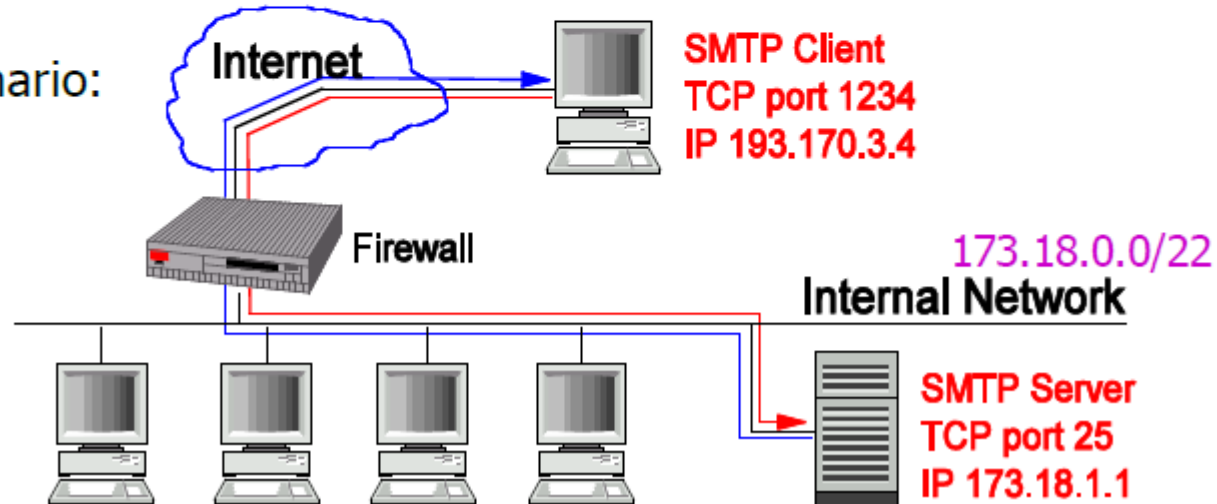 nario:
Internet
SMTP Client
TCP port 1234
IP 193.170.3.4
Firewall
173.18.0.0/22
Internal Network
SMTP Server
TCP port 25
IP 173.18.1.1